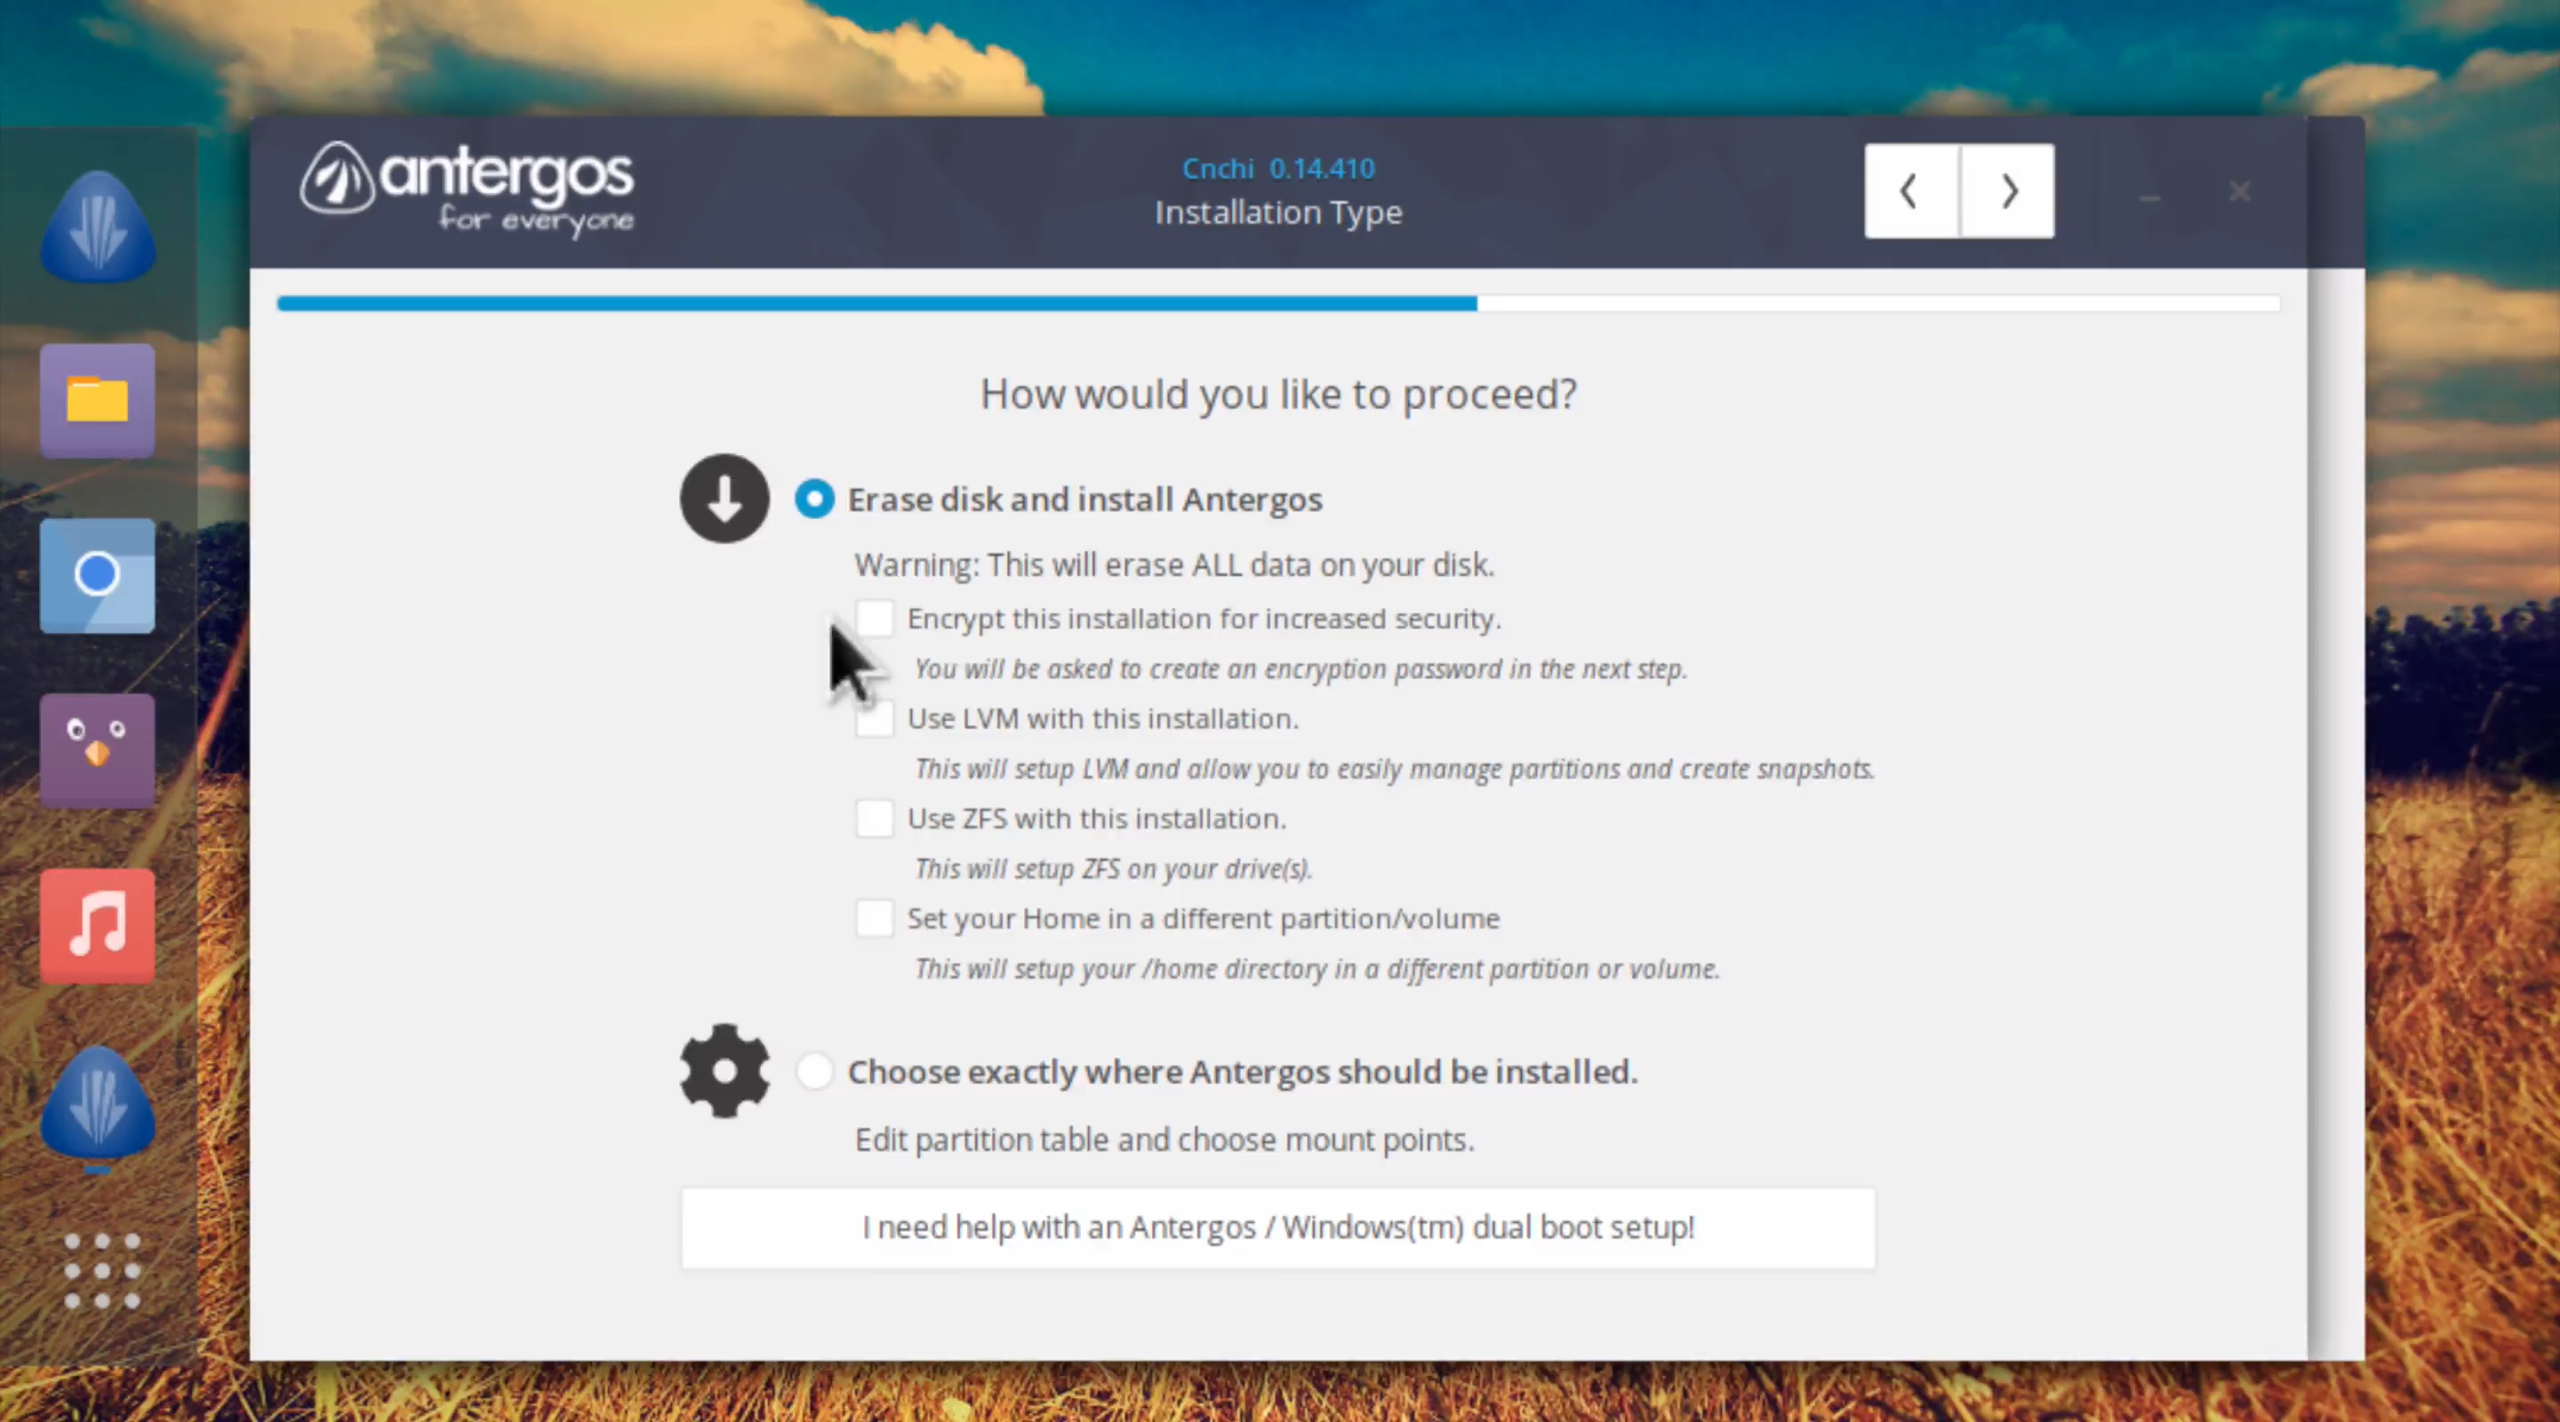 antergos
for everyone
Cnchi 0.14.410
Installation Type
How would you like to proceed?
Erase disk and install Antergos
Warning: This will erase ALL data on your disk.
Encrypt this installation for increased security.
You will be asked to create an encryption password in the next step.
Use LVM with this installation.
This will setup LVM and allow you to easily manage partitions and create snapshots.
Use ZFS with this installation.
This will setup ZFS on your drive(s).
Set your Home in a different partition/volume
This will setup your /home directory in a different partition or volume.
Choose exactly where Antergos should be installed.
Edit partition table and choose mount points.
I need help with an Antergos / Windows(tm) dual boot setup!